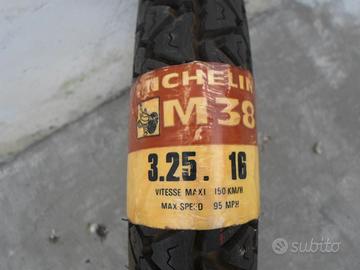 MICHELIN
M38
3.25. 16
VITESSE MAXI 150 KM/H
MAX SPEED 95 MPH
subito